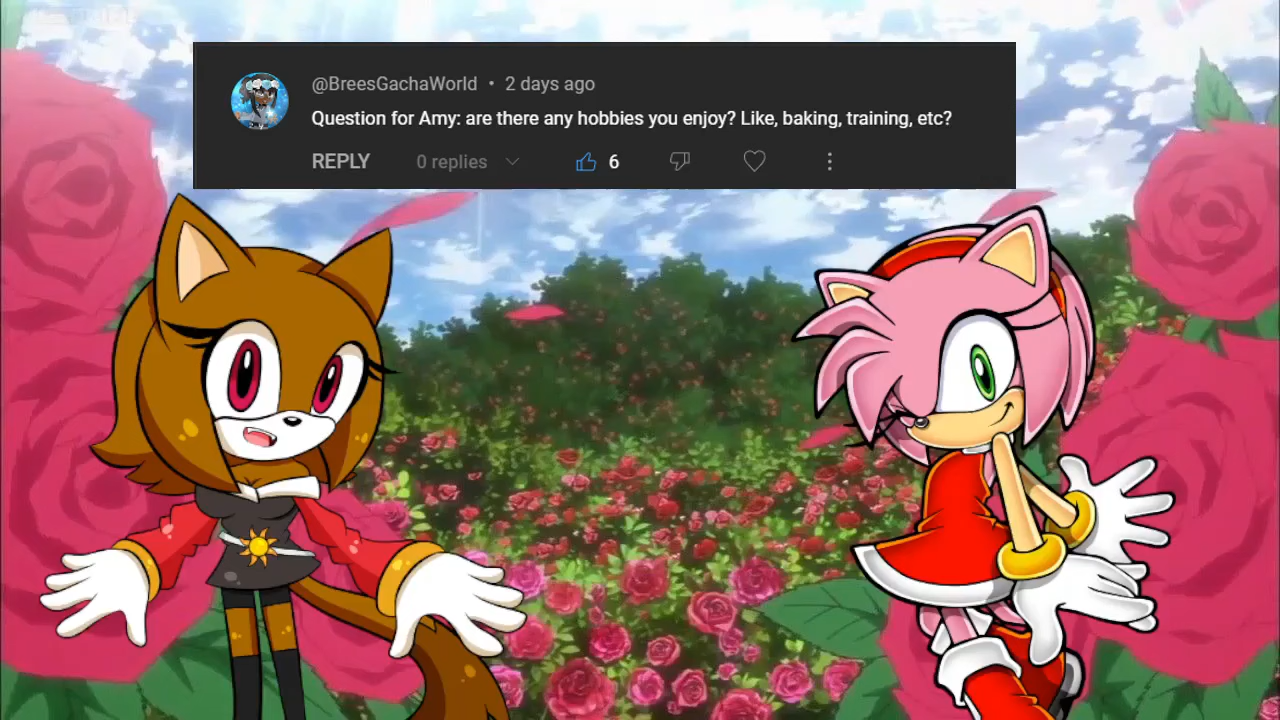 @BreesGachaWorld • 2 days ago
Question for Amy: are there any hobbies you enjoy? Like, baking, training, etc?
REPLY 0 replies 6